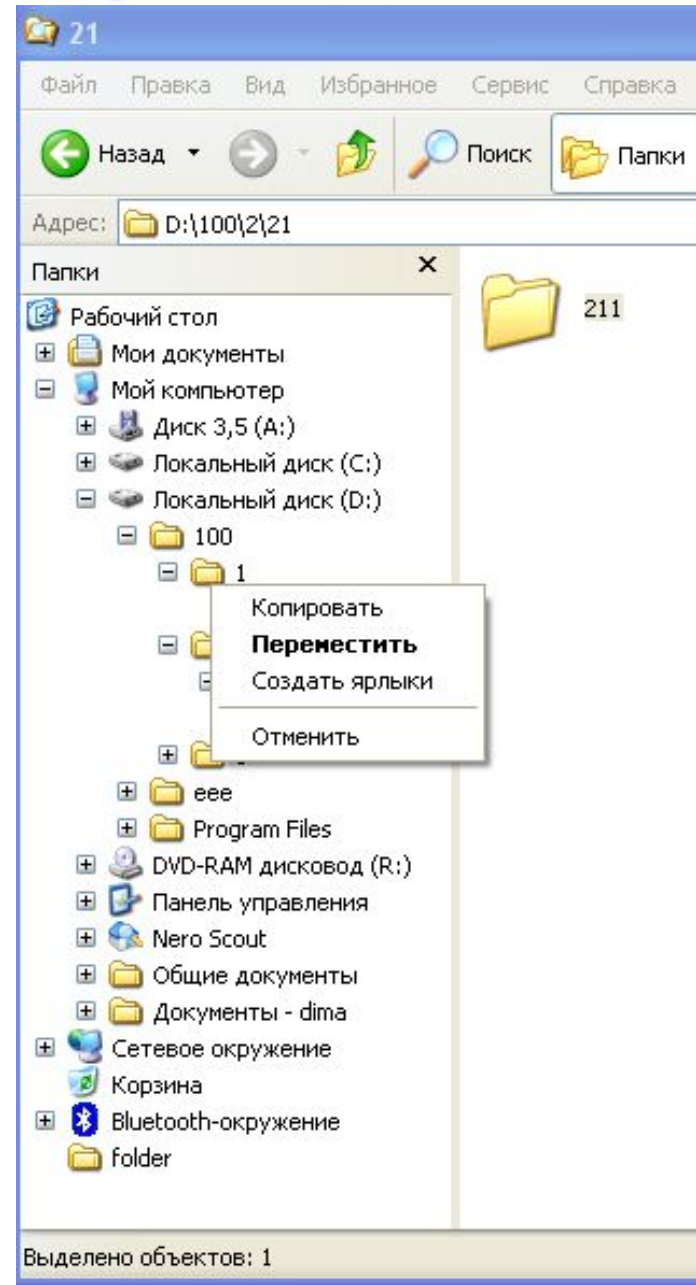 21
Файл Правка Вид Избранное Сервис Справка
Назад Поиск Папки
Адрес: D:\100\2\21
Папки
Рабочий стол
Мои документы
Мой компьютер
Диск 3,5 (A:)
Локальный диск (C:)
Локальный диск (D:)
100
1
Копировать
Переместить
Создать ярлыки
Отменить
eee
Program Files
DVD-RAM дисковод (R:)
Панель управления
Nero Scout
Общие документы
Документы - dima
Сетевое окружение
Корзина
Bluetooth-окружение
folder
211
Выделено объектов: 1